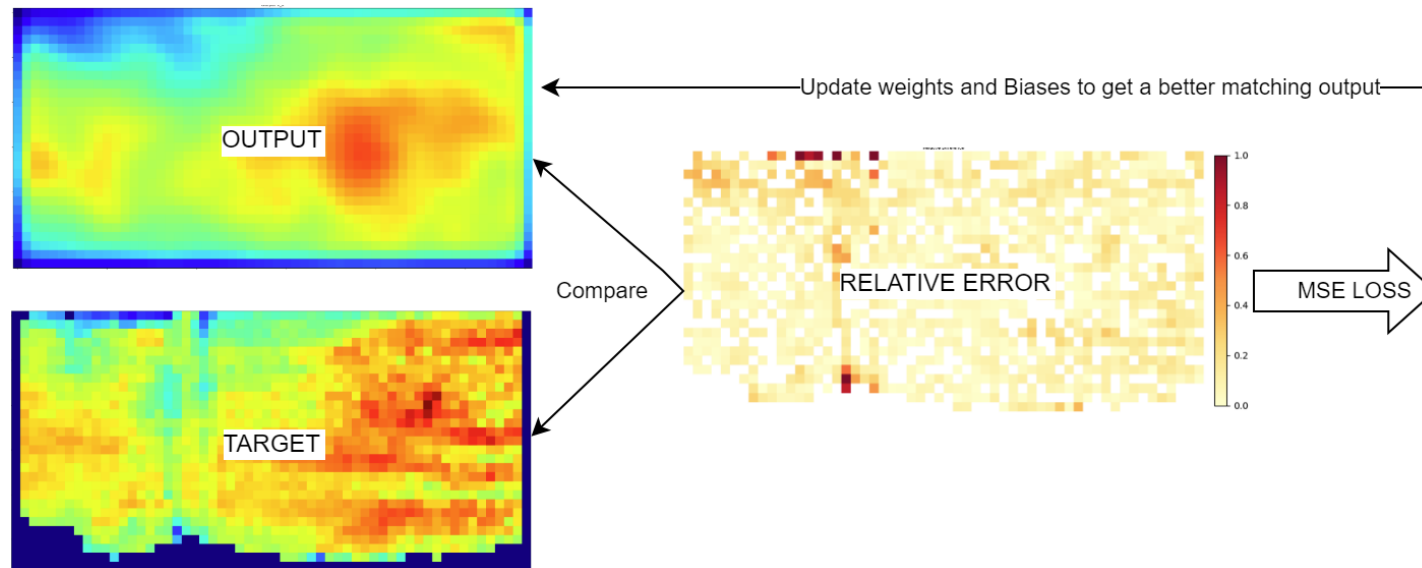 Update weights and Biases to get a better matching output
OUTPUT
1.0
0.8
Compare
RELATIVE ERROR
0.6
MSE LOSS
0.4
0.2
0.0
TARGET